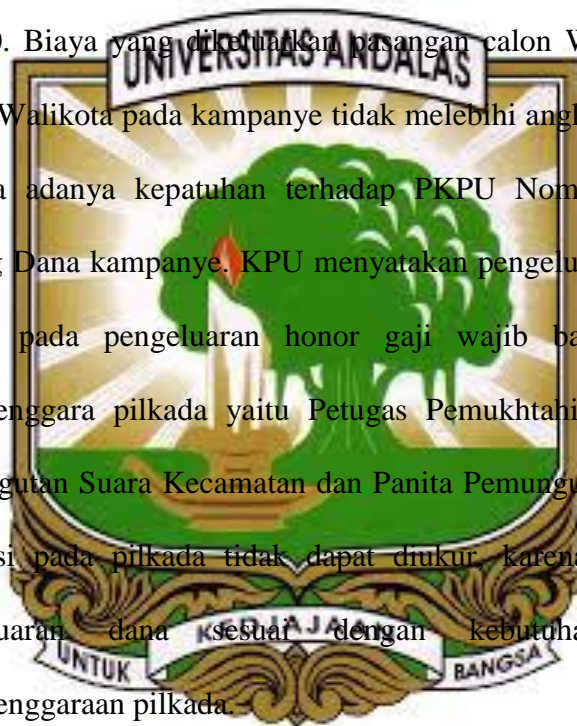 Biaya yang dikeluarkan pasangan calon W
UNIVERSITAS ANDALAS
Walikota pada kampanye tidak melebihi ang
adanya kepatuhan terhadap PKPU Nom
Dana kampanye. KPU menyatakan pengelu
pada pengeluaran honor gaji wajib ba
enggara pilkada yaitu Petugas Pemukhtahi
gutan Suara Kecamatan dan Panita Pemungu
si pada pilkada tidak dapat diukur, karena
uaran dana sesuai dengan kebutuha
KEDJAJAAN
UNTUK BANGSA
enggaraan pilkada.